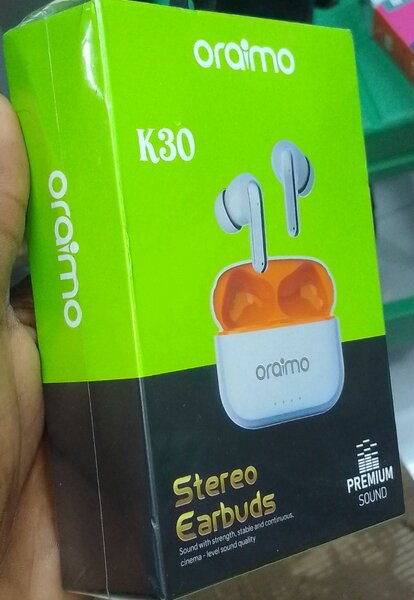 oraimo
K30
oraimo
oraimo
Stereo
Earbuds
Sound with strength, stable and continuous,
cinema - level sound quality
PREMIUM
SOUND